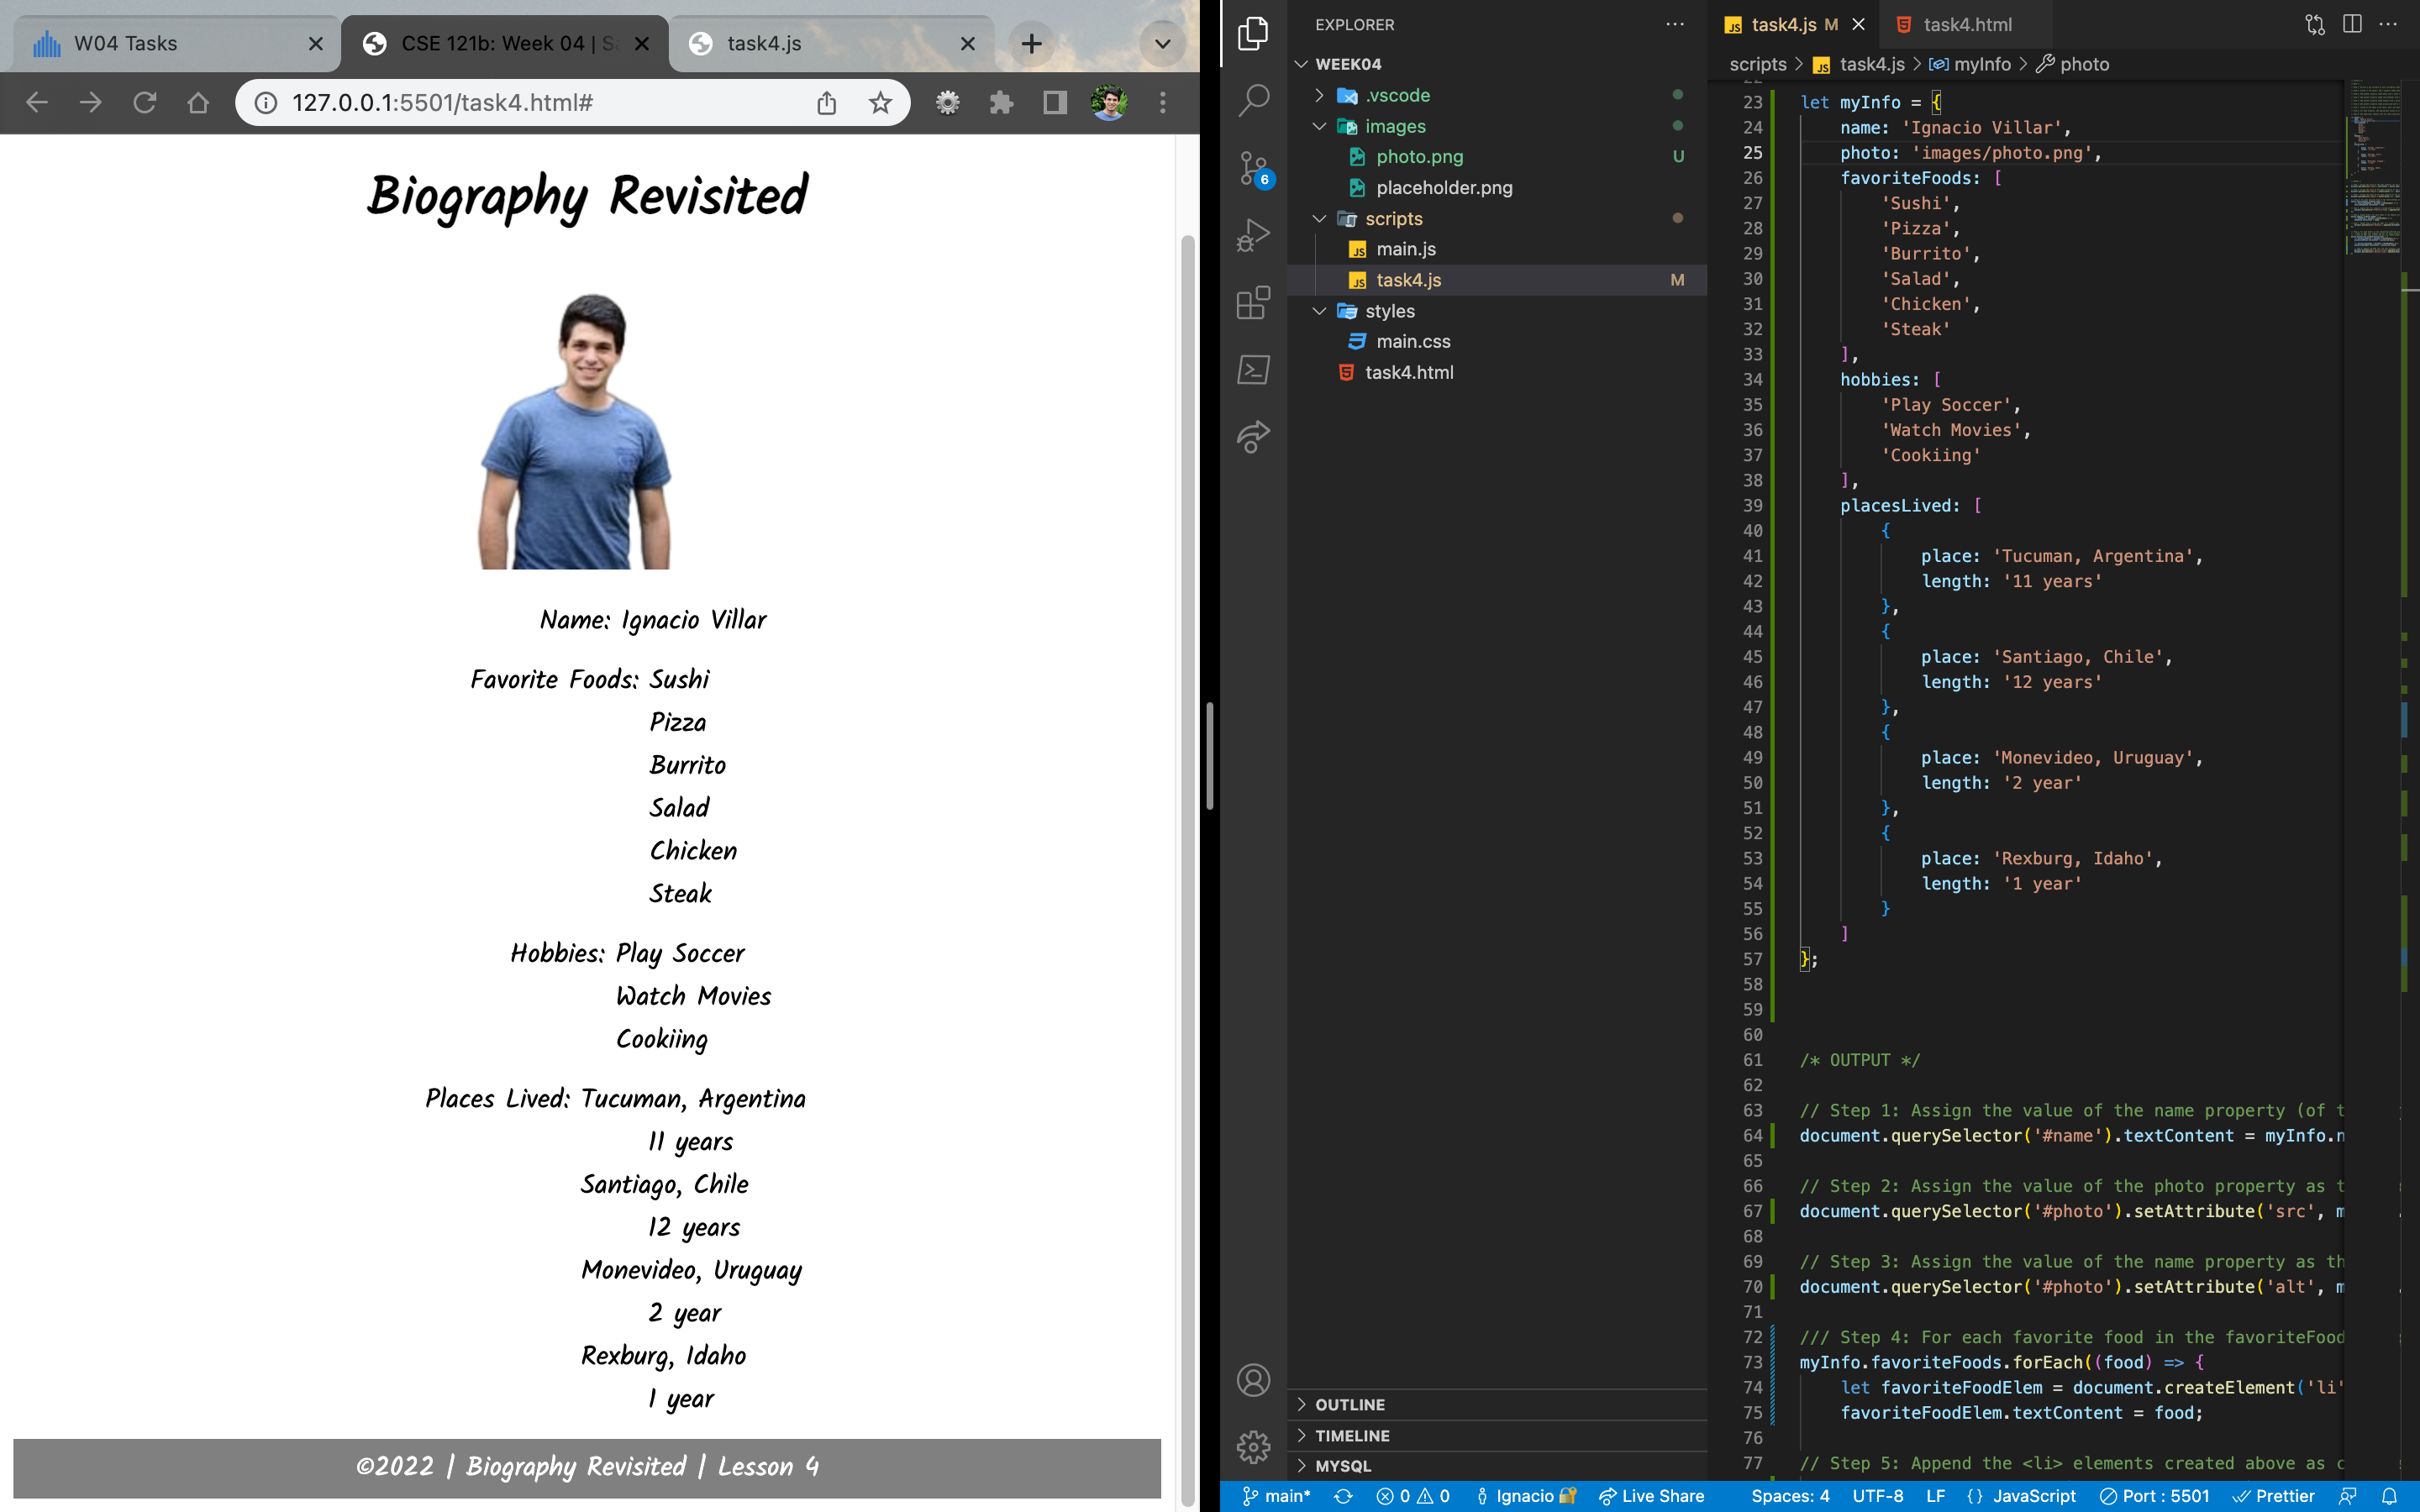 W04 Tasks
CSE 121b: Week 04 | S
task4.js
127.0.0.1:5501/task4.html#
Biography Revisited
Name: Ignacio Villar
Favorite Foods: Sushi
Pizza
Burrito
Salad
Chicken
Steak
Hobbies: Play Soccer
Watch Movies
Cookiing
Places Lived: Tucuman, Argentina
11 years
Santiago, Chile
12 years
Monevideo, Uruguay
2 year
Rexburg, Idaho
1 year
©2022 | Biography Revisited | Lesson 4
EXPLORER
WEEK04
.vscode
images
photo.png U
placeholder.png
scripts
main.js
task4.js M
styles
main.css
task4.html
OUTLINE
TIMELINE
MYSQL
6
task4.js M
task4.html
scripts > task4.js > myInfo > photo
23 let myInfo = {
24 name: 'Ignacio Villar',
25 photo: 'images/photo.png',
26 favoriteFoods: [
27 'Sushi',
28 'Pizza',
29 'Burrito',
30 'Salad',
31 'Chicken',
32 'Steak'
33 ],
34 hobbies: [
35 'Play Soccer',
36 'Watch Movies',
37 'Cookiing'
38 ],
39 placesLived: [
40 {
41 place: 'Tucuman, Argentina',
42 length: '11 years'
43 },
44 {
45 place: 'Santiago, Chile',
46 length: '12 years'
47 },
48 {
49 place: 'Monevideo, Uruguay',
50 length: '2 year'
51 },
52 {
53 place: 'Rexburg, Idaho',
54 length: '1 year'
55 }
56 ]
57 };
58
59
60
61 /* OUTPUT */
62
63 // Step 1: Assign the value of the name property (of t
64 document.querySelector('#name').textContent = myInfo.n
65
66 // Step 2: Assign the value of the photo property as t
67 document.querySelector('#photo').setAttribute('src', m
68
69 // Step 3: Assign the value of the name property as th
70 document.querySelector('#photo').setAttribute('alt', m
71
72 /// Step 4: For each favorite food in the favoriteFood
73 myInfo.favoriteFoods.forEach((food) => {
74 let favoriteFoodElem = document.createElement('li'
75 favoriteFoodElem.textContent = food;
76
77 // Step 5: Append the <li> elements created above as c
main* 0 0 Ignacio Live Share Spaces: 4 UTF-8 LF {} JavaScript Port : 5501 Prettier